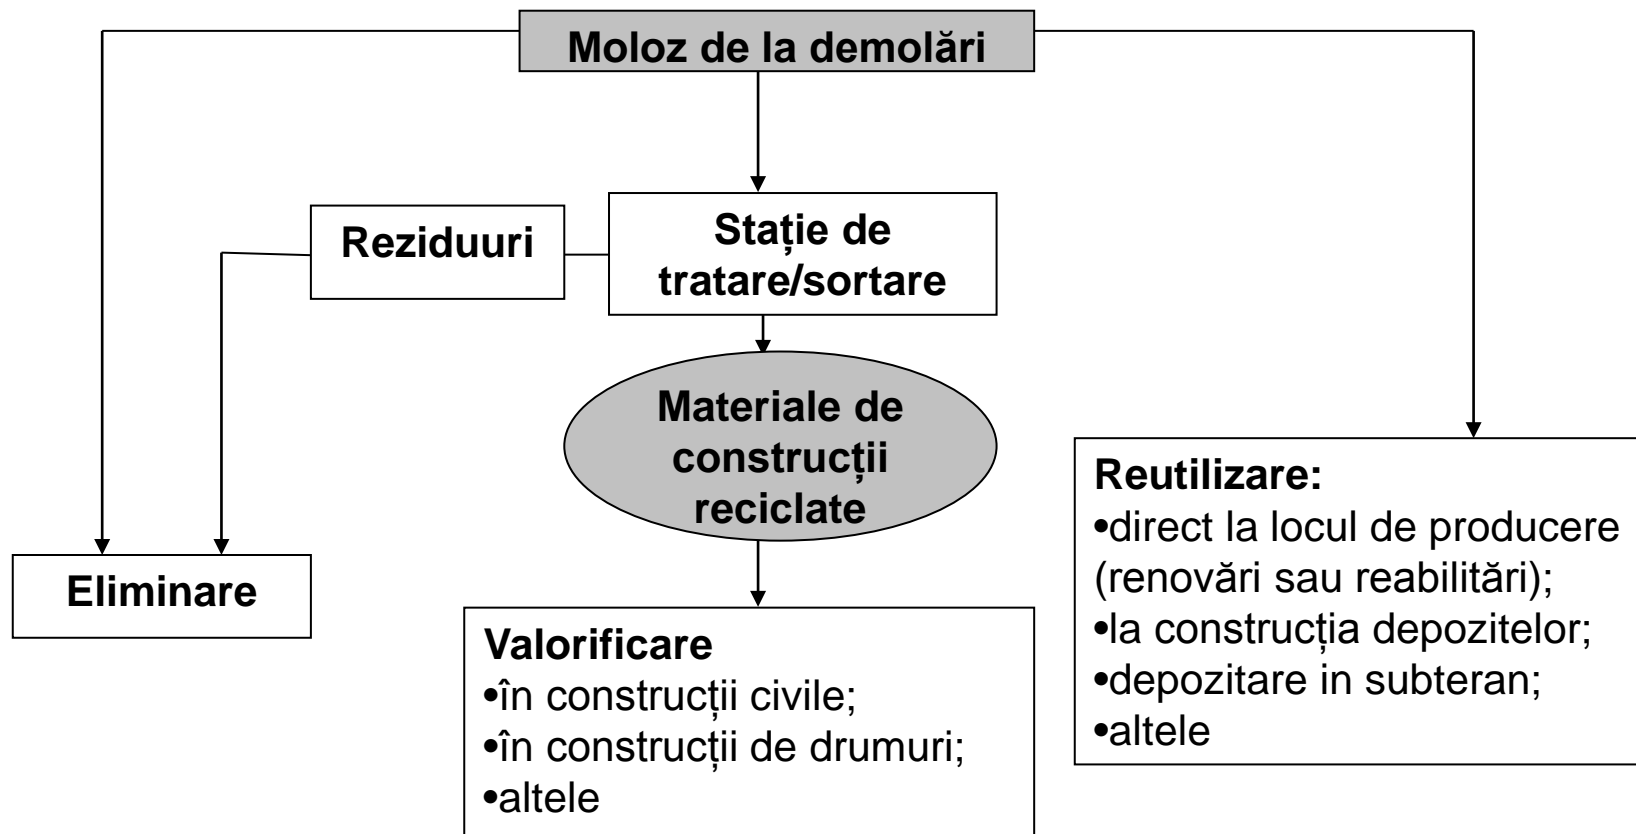 Moloz de la demolări
Reziduuri
Stație de
tratare/sortare
Materiale de
construcții
reciclate
Eliminare
Valorificare
•în construcții civile;
•în construcții de drumuri;
•altele
Reutilizare:
•direct la locul de producere
(renovări sau reabilitări);
•la construcția depozitelor;
•depozitare in subteran;
•altele